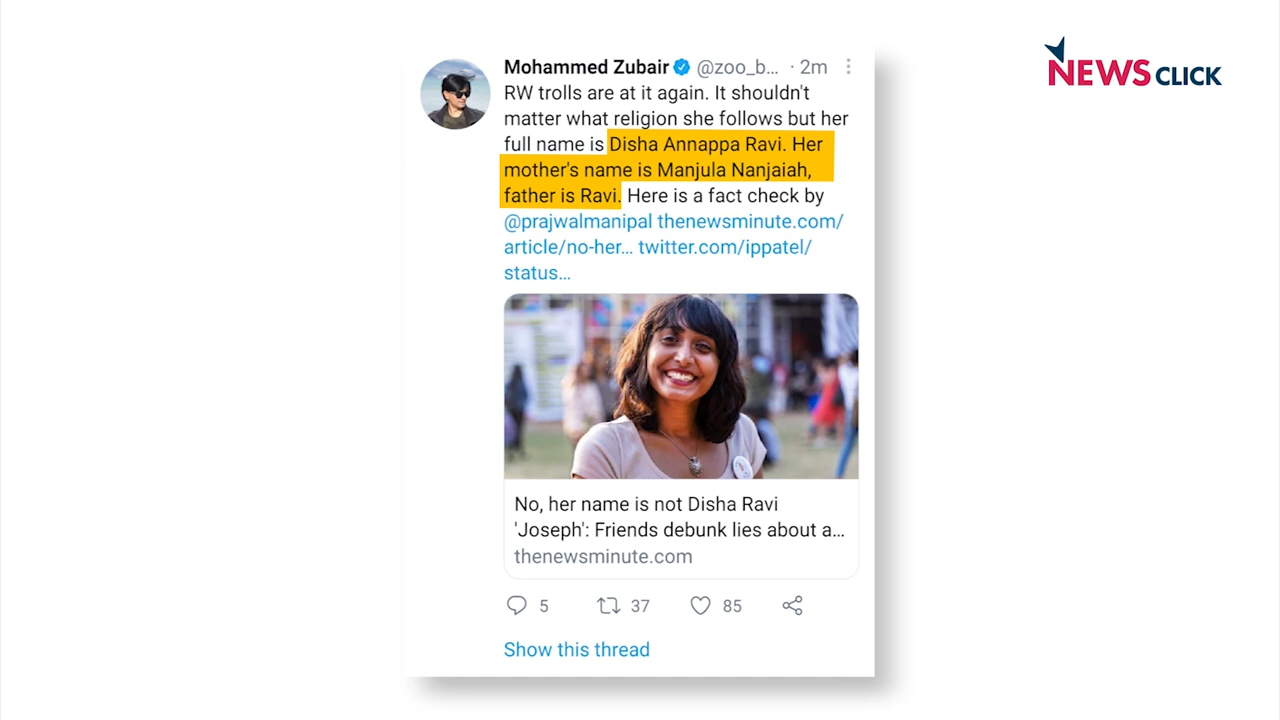 NEWS CLICK
Mohammed Zubair @zoo_b... · 2m
RW trolls are at it again. It shouldn't
matter what religion she follows but her
full name is Disha Annappa Ravi. Her
mother's name is Manjula Nanjaiah,
father is Ravi. Here is a fact check by
@prajwalmanipal thenewsminute.com/
article/no-her... twitter.com/ippatel/
status...
No, her name is not Disha Ravi
'Joseph': Friends debunk lies about a...
thenewsminute.com
5 37 85
Show this thread